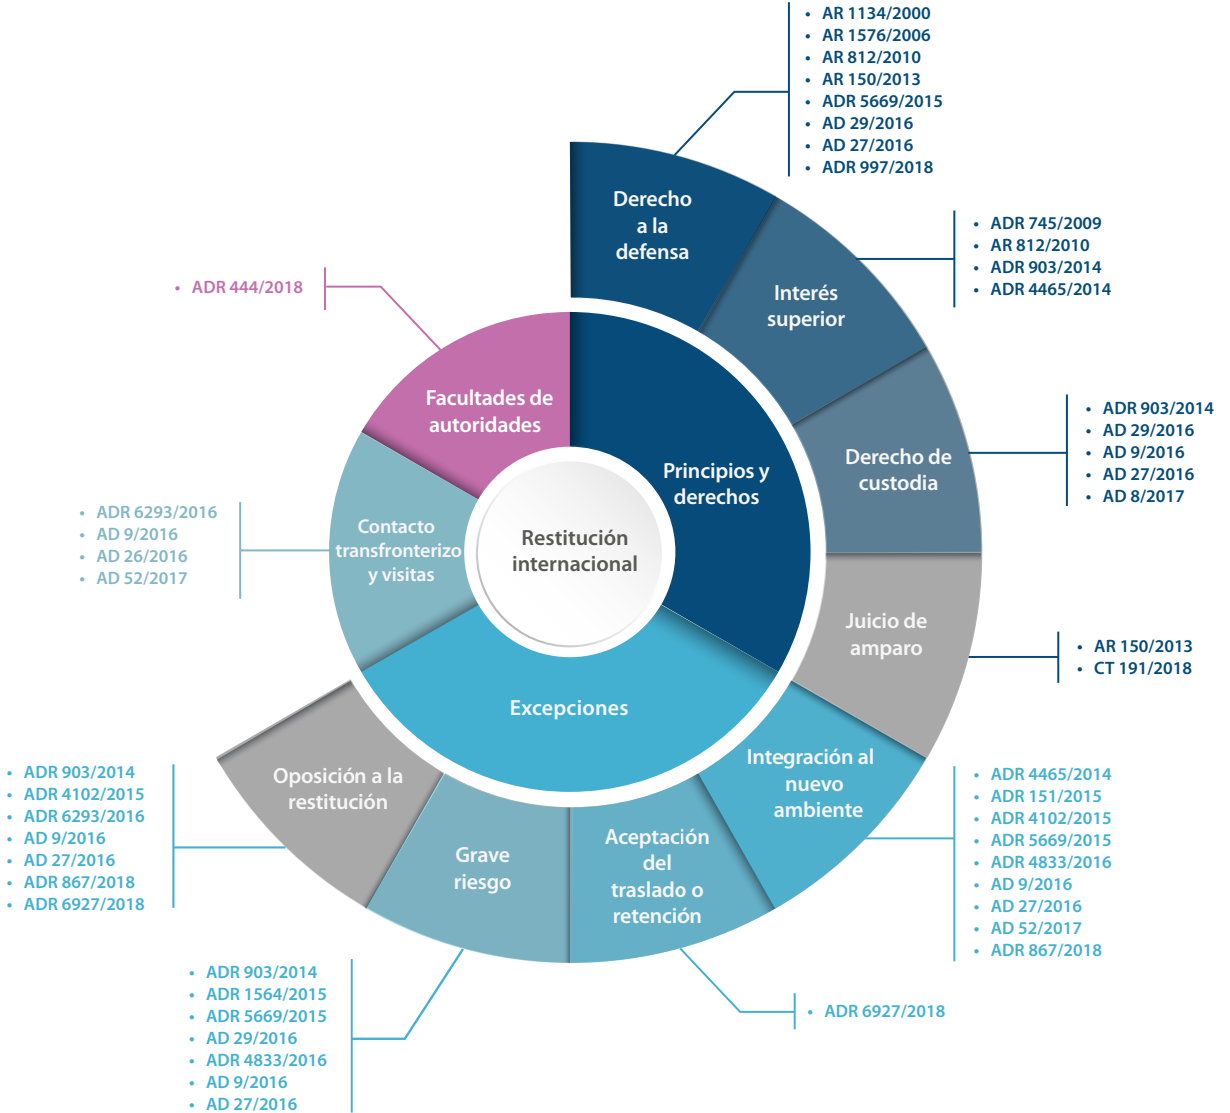 • AR 1134/2000
• AR 1576/2006
• AR 812/2010
• AR 150/2013
• ADR 5669/2015
• AD 29/2016
• AD 27/2016
• ADR 997/2018
Derecho
a la
defensa
• ADR 745/2009
• AR 812/2010
• ADR 903/2014
• ADR 4465/2014
Interés
superior
• ADR 444/2018
Facultades de
autoridades
Principios y
derechos
Derecho de
custodia
• ADR 903/2014
• AD 29/2016
• AD 9/2016
• AD 27/2016
• AD 8/2017
• ADR 6293/2016
• AD 9/2016
• AD 26/2016
• AD 52/2017
Contacto
transfronterizo
y visitas
Restitución
internacional
Juicio de
amparo
• AR 150/2013
• CT 191/2018
Excepciones
Integración al
nuevo
ambiente
• ADR 4465/2014
• ADR 151/2015
• ADR 4102/2015
• ADR 5669/2015
• ADR 4833/2016
• AD 9/2016
• AD 27/2016
• AD 52/2017
• ADR 867/2018
Oposición a la
restitución
• ADR 903/2014
• ADR 4102/2015
• ADR 6293/2016
• AD 9/2016
• AD 27/2016
• ADR 867/2018
• ADR 6927/2018
Grave
riesgo
Aceptación
del
traslado o
retención
• ADR 903/2014
• ADR 1564/2015
• ADR 5669/2015
• AD 29/2016
• ADR 4833/2016
• AD 9/2016
• AD 27/2016
• ADR 6927/2018